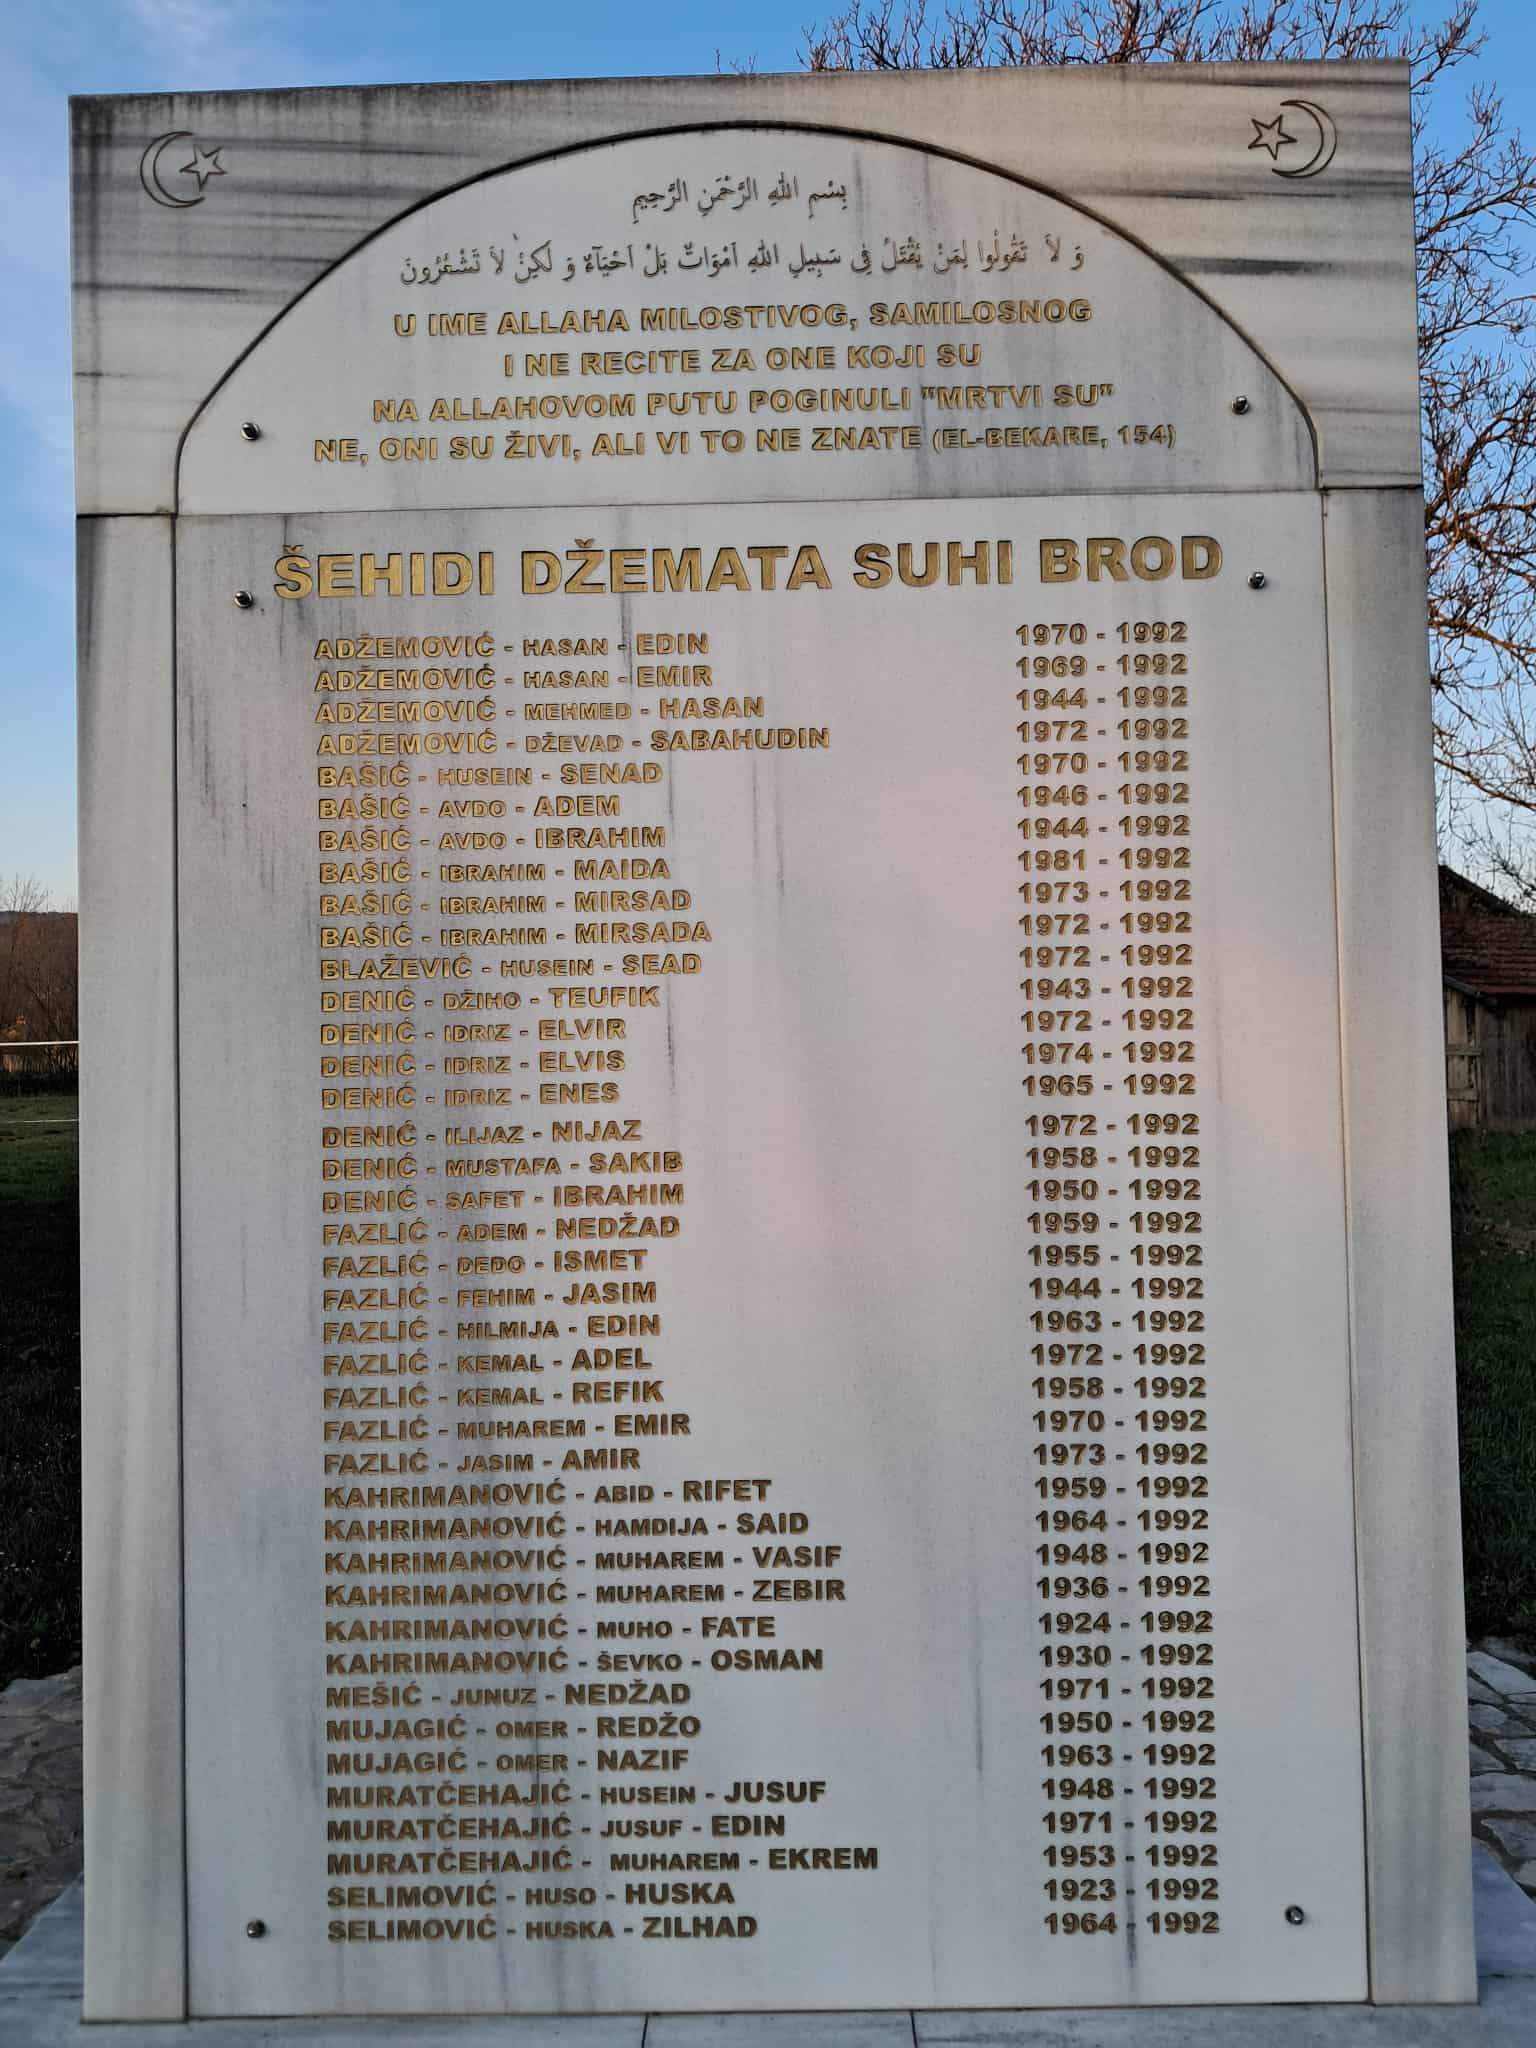 بِسْمِ اللهِ الرَّحْمَنِ الرَّحِيمِ
وَ لاَ تَقُولُوا لِمَنْ يُقْتَلُ فِى سَبِيلِ اللهِ اَمْوَاتٌ بَلْ اَحْيَآءٌ وَ لَكِنْ لاَ تَشْعُرُونَ
U IME ALLAHA MILOSTIVOG, SAMILOSNOG
I NE RECITE ZA ONE KOJI SU
NA ALLAHOVOM PUTU POGINULI "MRTVI SU"
NE, ONI SU ŽIVI, ALI VI TO NE ZNATE (EL-BEKARE, 154)
ŠEHIDI DŽEMATA SUHI BROD
ADŽEMOVIĆ - HASAN - EDIN 1970 - 1992
ADŽEMOVIĆ - HASAN - EMIR 1969 - 1992
ADŽEMOVIĆ - MEHMED - HASAN 1944 - 1992
ADŽEMOVIĆ - DŽEVAD - SABAHUDIN 1972 - 1992
BAŠIĆ - HUSEIN - SENAD 1970 - 1992
BAŠIĆ - AVDO - ADEM 1946 - 1992
BAŠIĆ - AVDO - IBRAHIM 1944 - 1992
BAŠIĆ - IBRAHIM - MAIDA 1981 - 1992
BAŠIĆ - IBRAHIM - MIRSAD 1973 - 1992
BAŠIĆ - IBRAHIM - MIRSADA 1972 - 1992
BLAŽEVIĆ - HUSEIN - SEAD 1972 - 1992
DENIĆ - DŽIHO - TEUFIK 1943 - 1992
DENIĆ - IDRIZ - ELVIR 1972 - 1992
DENIĆ - IDRIZ - ELVIS 1974 - 1992
DENIĆ - IDRIZ - ENES 1965 - 1992
DENIĆ - ILIJAZ - NIJAZ 1972 - 1992
DENIĆ - MUSTAFA - SAKIB 1958 - 1992
DENIĆ - SAFET - IBRAHIM 1950 - 1992
FAZLIĆ - ADEM - NEDŽAD 1959 - 1992
FAZLIĆ - DEDO - ISMET 1955 - 1992
FAZLIĆ - FEHIM - JASIM 1944 - 1992
FAZLIĆ - HILMIJA - EDIN 1963 - 1992
FAZLIĆ - KEMAL - ADEL 1972 - 1992
FAZLIĆ - KEMAL - REFIK 1958 - 1992
FAZLIĆ - MUHAREM - EMIR 1970 - 1992
FAZLIĆ - JASIM - AMIR 1973 - 1992
KAHRIMANOVIĆ - ABID - RIFET 1959 - 1992
KAHRIMANOVIĆ - HAMDIJA - SAID 1964 - 1992
KAHRIMANOVIĆ - MUHAREM - VASIF 1948 - 1992
KAHRIMANOVIĆ - MUHAREM - ZEBIR 1936 - 1992
KAHRIMANOVIĆ - MUHO - FATE 1924 - 1992
KAHRIMANOVIĆ - ŠEVKO - OSMAN 1930 - 1992
MEŠIĆ - JUNUZ - NEDŽAD 1971 - 1992
MUJAGIĆ - OMER - REDŽO 1950 - 1992
MUJAGIĆ - OMER - NAZIF 1963 - 1992
MURATČEHAJIĆ - HUSEIN - JUSUF 1948 - 1992
MURATČEHAJIĆ - JUSUF - EDIN 1971 - 1992
MURATČEHAJIĆ - MUHAREM - EKREM 1953 - 1992
SELIMOVIĆ - HUSO - HUSKA 1923 - 1992
SELIMOVIĆ - HUSKA - ZILHAD 1964 - 1992